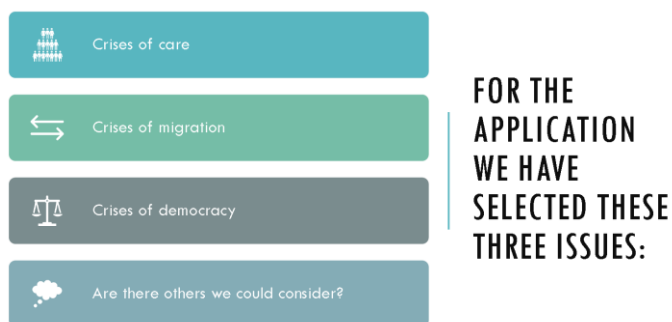 Crises of care
Crises of migration
Crises of democracy
Are there others we could consider?
FOR THE
APPLICATION
WE HAVE
SELECTED THESE
THREE ISSUES: